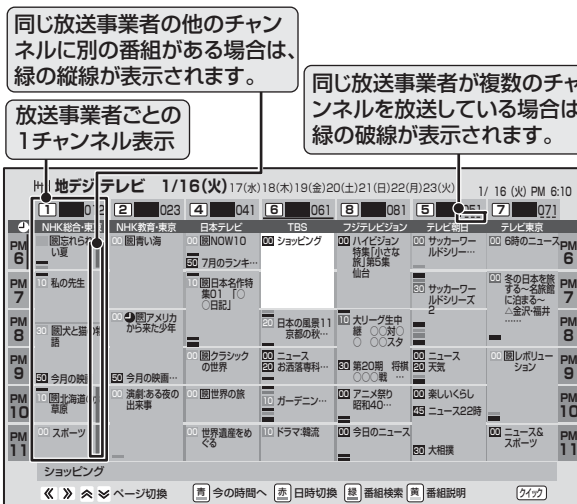 同じ放送事業者の他のチャン
ネルに別の番組がある場合は、
緑の縦線が表示されます。
同じ放送事業者が複数のチャ
ンネルを放送している場合は
緑の破線が表示されます。
放送事業者ごとの
1チャンネル表示
地デジ テレビ 1/16(火) 17(水)18(木)19(金)20(土)21(日)22(月)23(火) 1/ 16 (火) PM 6:10
1 012 2 023 4 041 6 061 8 081 5 051 7 071
NHK総合・東京 NHK教育・東京 日本テレビ TBS フジテレビジョン テレビ朝日 テレビ東京
PM 6
忘れられ
い夏
00 青い海
00 NOW10
50 7月のランキ…
00 ショッピング
00 ハイビジョン
特集「小さな
旅」第5集
仙台
00 サッカーワー
ルドシリー…
00 6時のニュース
PM 6
PM 7
10 私の先生
10 日本名作特
集01 「○
○日記」
30 サッカーワー
ルドシリーズ
2
00 冬の日本を旅
する~名旅館
に泊まる~
△金沢・福井
……
PM 7
PM 8
30 犬と猫の物
語
00 アメリカ
から来た少年
20 日本の風景11
京都の秋…
10 大リーグ生中
継 ○○対○
○ ○○スタ
PM 8
PM 9
50 今月の映画
50 今月の映画…
00 クラシック
の世界
00 ニュース
20 お洒落専科…
30 第20期 将棋
○○○戦 …
00 ニュース
20 天気
00 レボリュー
ション
PM 9
PM 10
10 北海道の
草原
00 演劇:ある夜の
出来事
00 世界の旅
10 ガーデニン…
00 アニメ祭り
昭和40…
00 楽しいくらし
45 ニュース22時
PM 10
PM 11
00 スポーツ
00 世界遺産をめ
ぐる
10 ドラマ:韓流
00 今日のニュース
30 大相撲
00 ニュース&
スポーツ
PM 11
ショッピング
ページ切換 青 今の時間へ 赤 日時切換 緑 番組検索 黄 番組説明 クイック